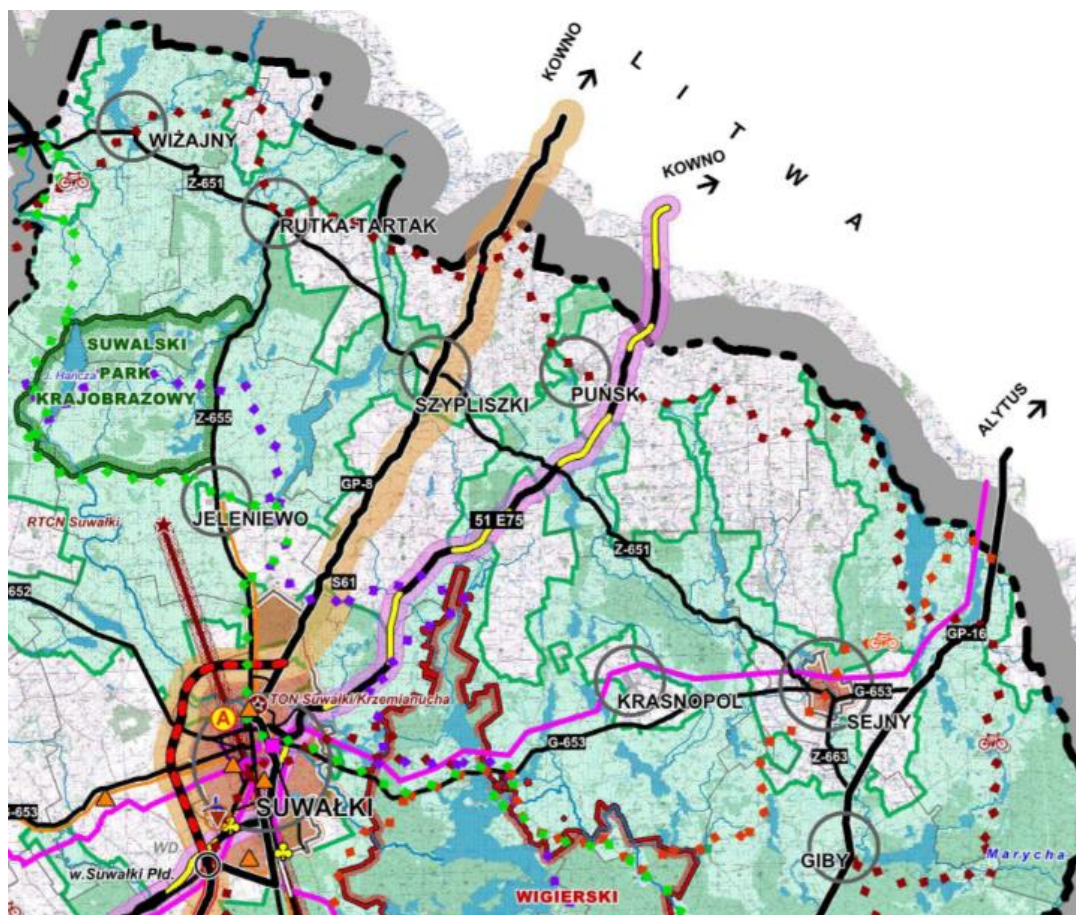 KOWNO
L I T W A
KOWNO
WIŻAJNY
Z-651
RUTKA-TARTAK
SUWALSKI
PARK
KRAJOBRAZOWY
J. Hańcza
SZYPLISZKI
PUŃSK
ALYTUS
Z-655
GP-8
JELENIEWO
RTCN Suwałki
51 E75
Z-651
S61
652
GP-16
TON Suwałki/Krzemianucha
A
KRASNOPOL
G-653
SEJNY
G-653
Z-663
SUWAŁKI
-653
WD
w.Suwałki Płd.
GIBY
Marycha
WIGIERSKI